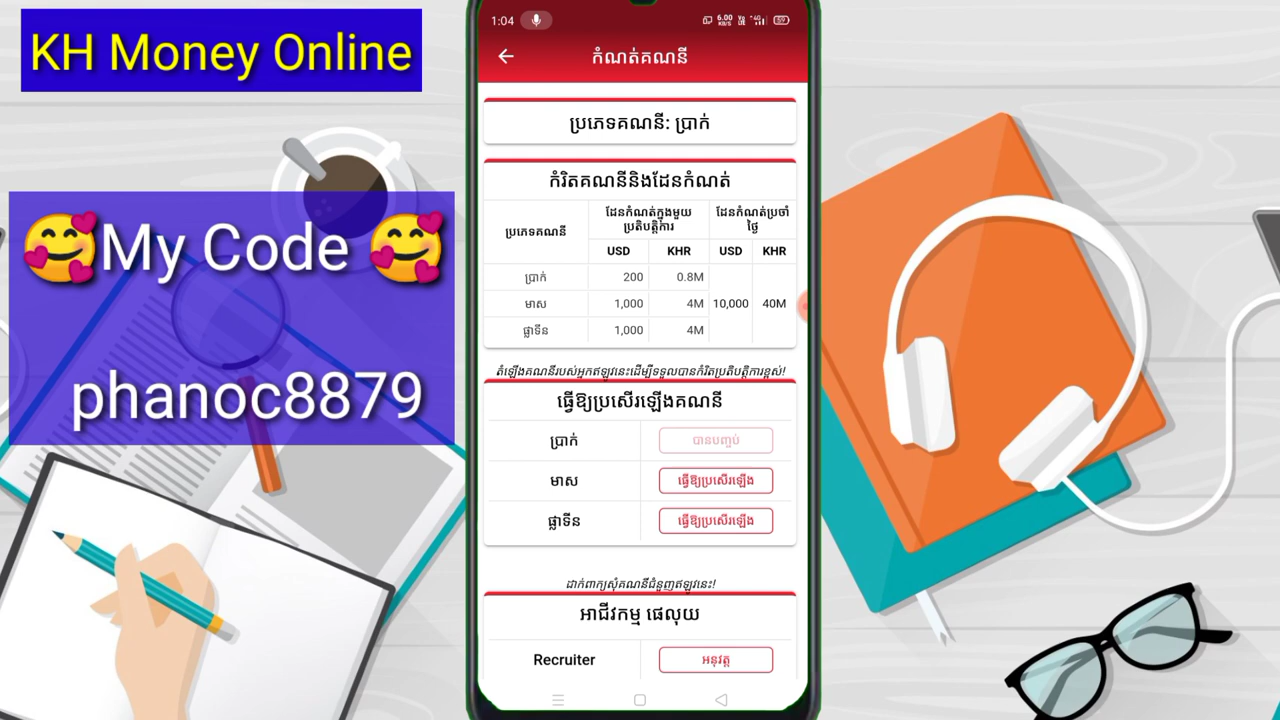 KH Money Online
🥰My Code 🥰
phanoc8879
1:04
6.00 KB/S
Vo LTE
4G
59
កំណត់គណនី
ប្រភេទគណនី: ប្រាក់
កំរិតគណនីនិងដែនកំណត់
ប្រភេទគណនី
ដែនកំណត់ក្នុងមួយ
ប្រតិបត្តិការ
ដែនកំណត់ប្រចាំ
ថ្ងៃ
USD KHR USD KHR
ប្រាក់ 200 0.8M
មាស 1,000 4M 10,000 40M
ផ្លាទីន 1,000 4M
តំឡើងគណនីរបស់អ្នកឥឡូវនេះដើម្បីទទួលបានកំរិតប្រតិបត្តិការខ្ពស់!
ធ្វើឱ្យប្រសើរឡើងគណនី
ប្រាក់ បានបញ្ចប់
មាស ធ្វើឱ្យប្រសើរឡើង
ផ្លាទីន ធ្វើឱ្យប្រសើរឡើង
ដាក់ពាក្យសុំគណនីជំនួញឥឡូវនេះ!
អាជីវកម្ម ផេលុយ
Recruiter អនុវត្ត